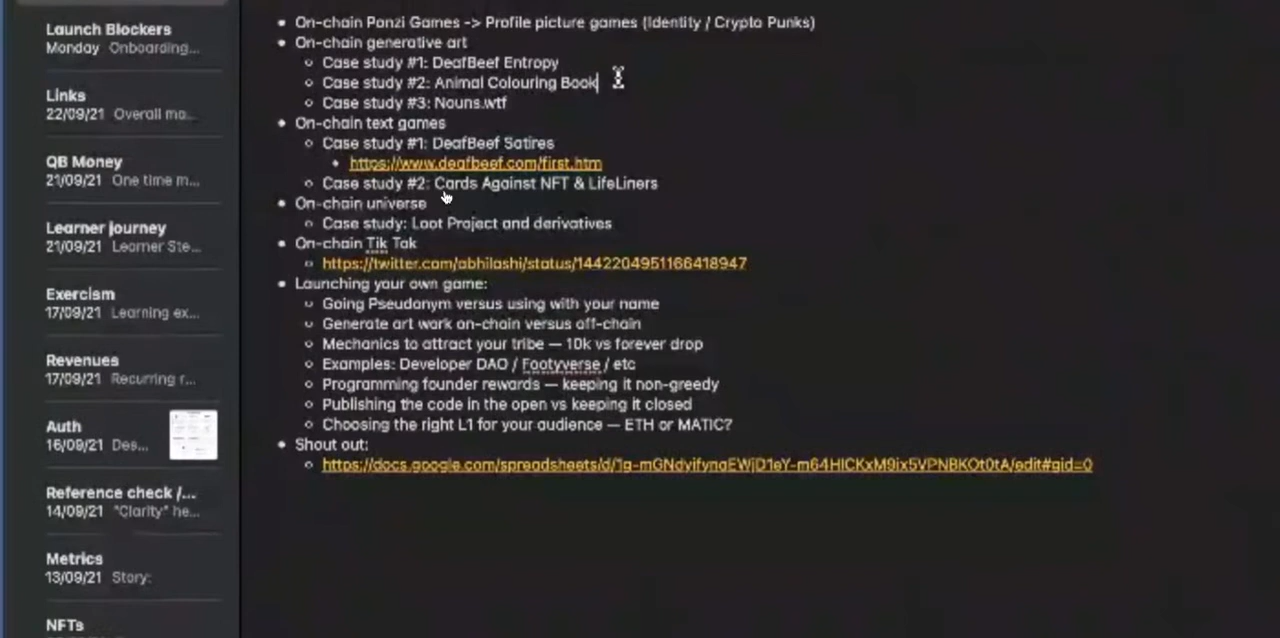 Launch Blockers
Monday Onboarding...
Links
22/09/21 Overall mo...
QB Money
21/09/21 One time m...
Learner journey
21/09/21 Learner Ste...
Exercism
17/09/21 Learning ex...
Revenues
17/09/21 Recurring r...
Auth
16/09/21 Des...
Reference check /...
14/09/21 "Clarity" he...
Metrics
13/09/21 Story:
NFTs
• On-chain Ponzi Games -> Profile picture games (Identity / Crypto Punks)
• On-chain generative art
Case study #1: DeafBeef Entropy
Case study #2: Animal Colouring Book
Case study #3: Nouns.wtf
• On-chain text games
Case study #1: DeafBeef Satires
• https://www.deafbeef.com/first.htm
Case study #2: Cards Against NFT & LifeLiners
• On-chain universe
Case study: Loot Project and derivatives
• On-chain Tik Tok
https://twitter.com/abhilashi/status/1442204951166418947
• Launching your own game:
Going Pseudonym versus using with your name
Generate art work on-chain versus off-chain
Mechanics to attract your tribe — 10k vs forever drop
Examples: Developer DAO / Footyverse / etc
Programming founder rewards — keeping it non-greedy
Publishing the code in the open vs keeping it closed
Choosing the right L1 for your audience — ETH or MATIC?
• Shout out: